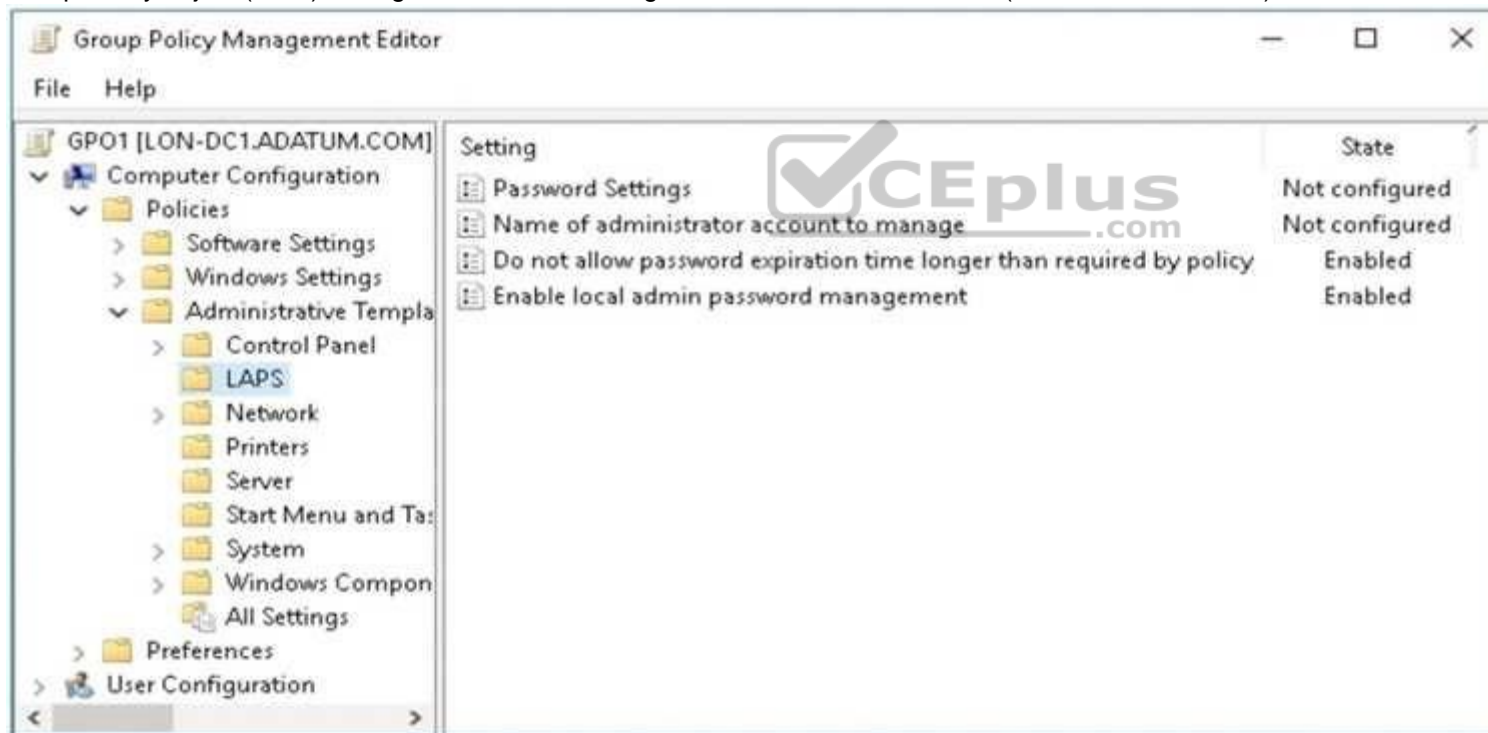 Group Policy Management Editor
File Help
GPO1 [LON-DC1.ADATUM.COM]
Computer Configuration
Policies
Software Settings
Windows Settings
Administrative Templa
Control Panel
LAPS
Network
Printers
Server
Start Menu and Ta
System
Windows Compon
All Settings
Preferences
User Configuration
Setting State
Password Settings Not configured
Name of administrator account to manage Not configured
Do not allow password expiration time longer than required by policy Enabled
Enable local admin password management Enabled
CEplus
.com